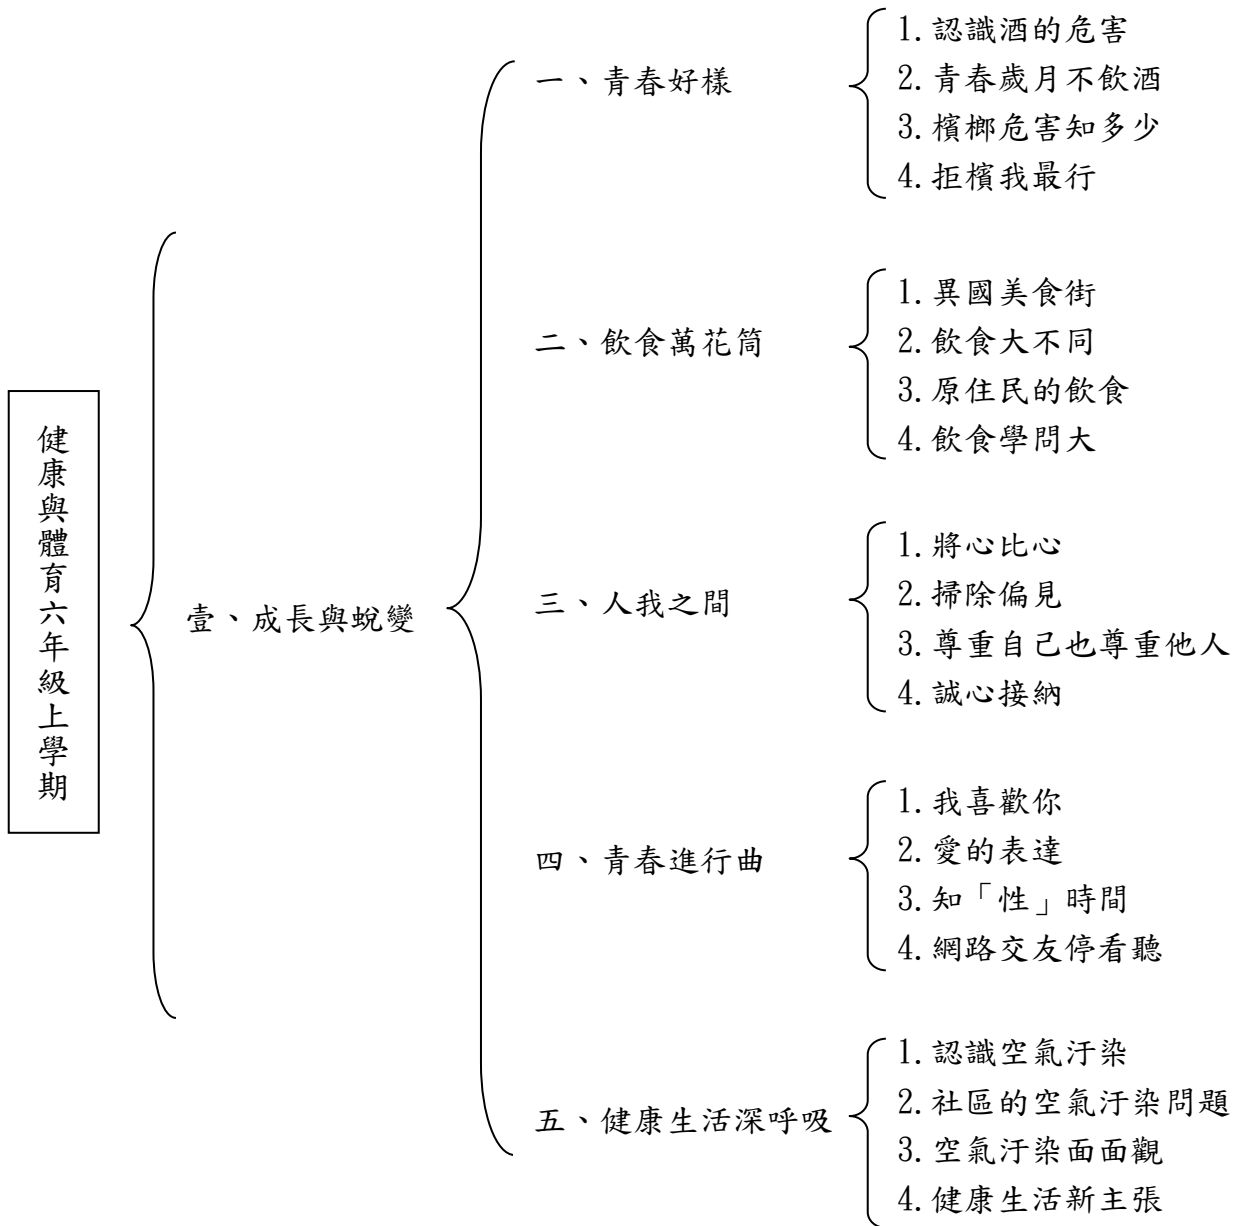 健康與體育六年級上學期
壹、成長與蛻變
一、青春好樣
1.認識酒的危害
2.青春歲月不飲酒
3.檳榔危害知多少
4.拒檳我最行
二、飲食萬花筒
1.異國美食街
2.飲食大不同
3.原住民的飲食
4.飲食學問大
三、人我之間
1.將心比心
2.掃除偏見
3.尊重自己也尊重他人
4.誠心接納
四、青春進行曲
1.我喜歡你
2.愛的表達
3.知「性」時間
4.網路交友停看聽
五、健康生活深呼吸
1.認識空氣汙染
2.社區的空氣汙染問題
3.空氣汙染面面觀
4.健康生活新主張